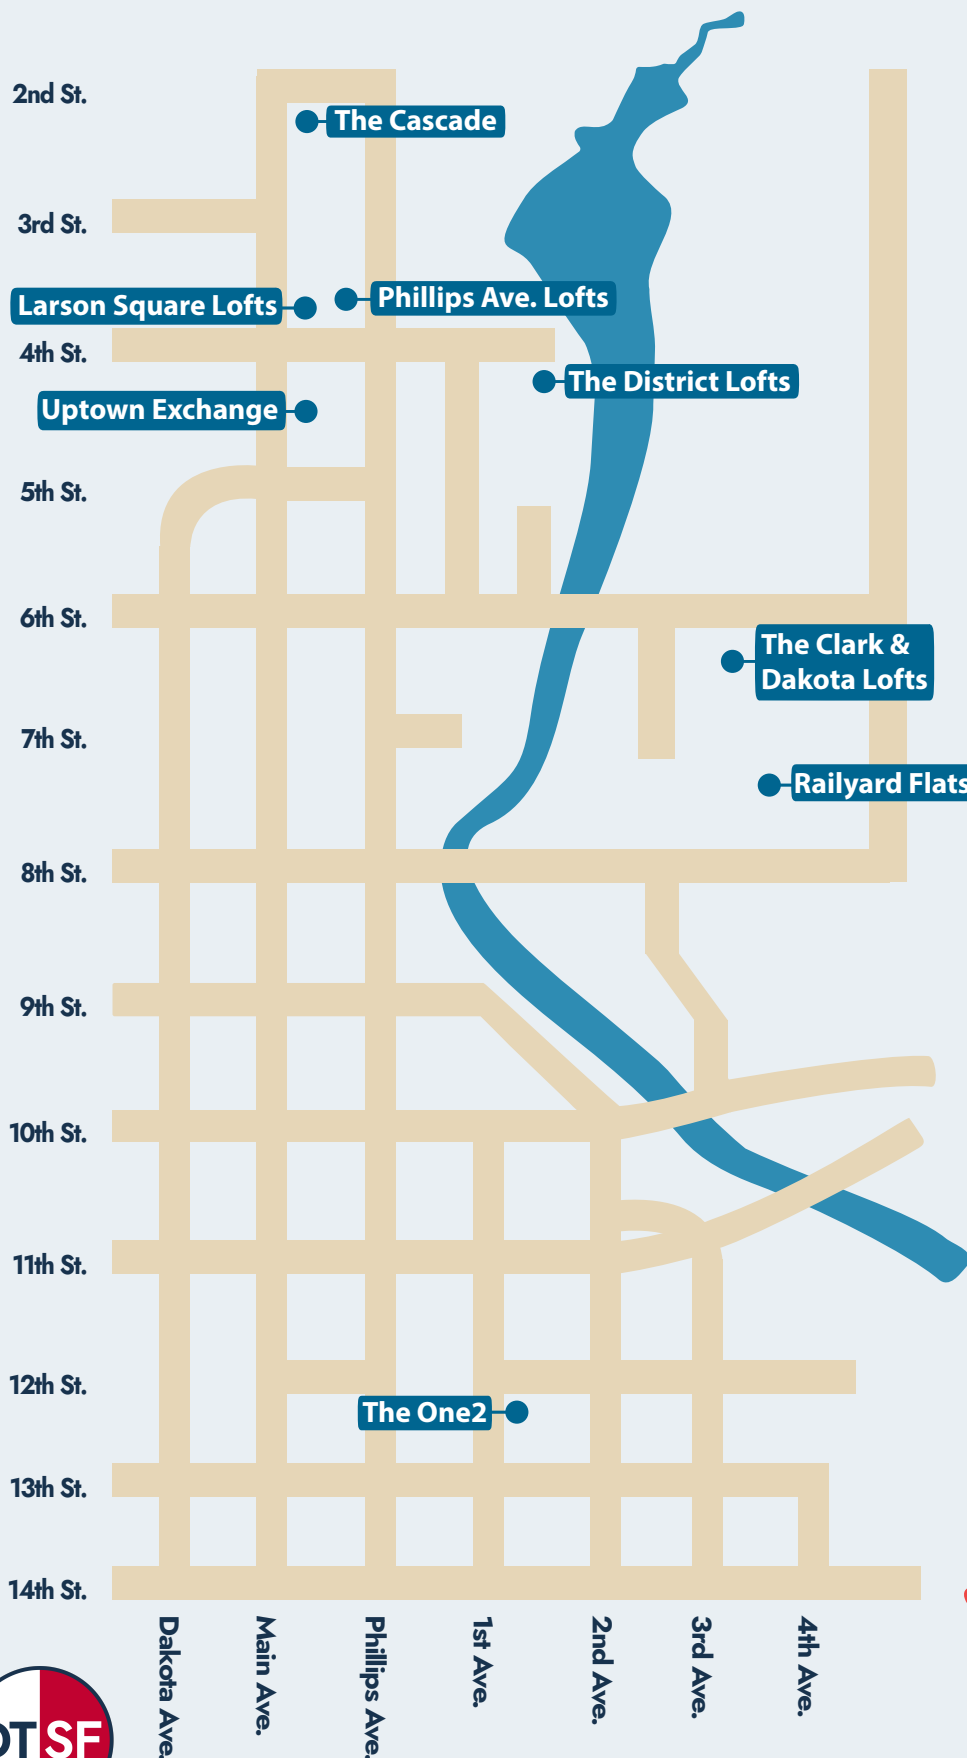 2nd St.
The Cascade
3rd St.
Larson Square Lofts
Phillips Ave. Lofts
4th St.
The District Lofts
Uptown Exchange
5th St.
6th St.
The Clark &
Dakota Lofts
7th St.
Railyard Flats
8th St.
9th St.
10th St.
11th St.
12th St.
The One2
13th St.
14th St.
Dakota Ave.
Main Ave.
Phillips Ave.
1st Ave.
2nd Ave.
3rd Ave.
4th Ave.
DTSF